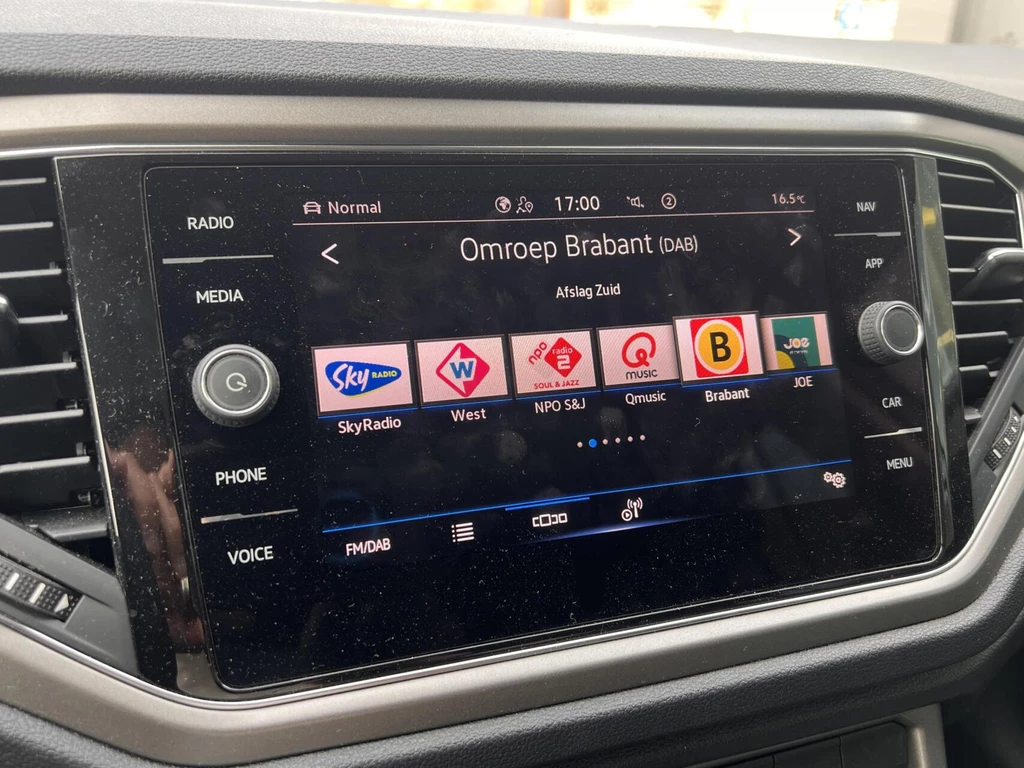 RADIO
MEDIA
PHONE
VOICE
Normal
17:00
2
16.5°C
Omroep Brabant (DAB)
Afslag Zuid
Sky RADIO
W
npo radio 2
SOUL & JAZZ
Q
MUSIC
B
JOE
SkyRadio
West
NPO S&J
Qmusic
Brabant
JOE
FM/DAB
NAV
APP
CAR
MENU